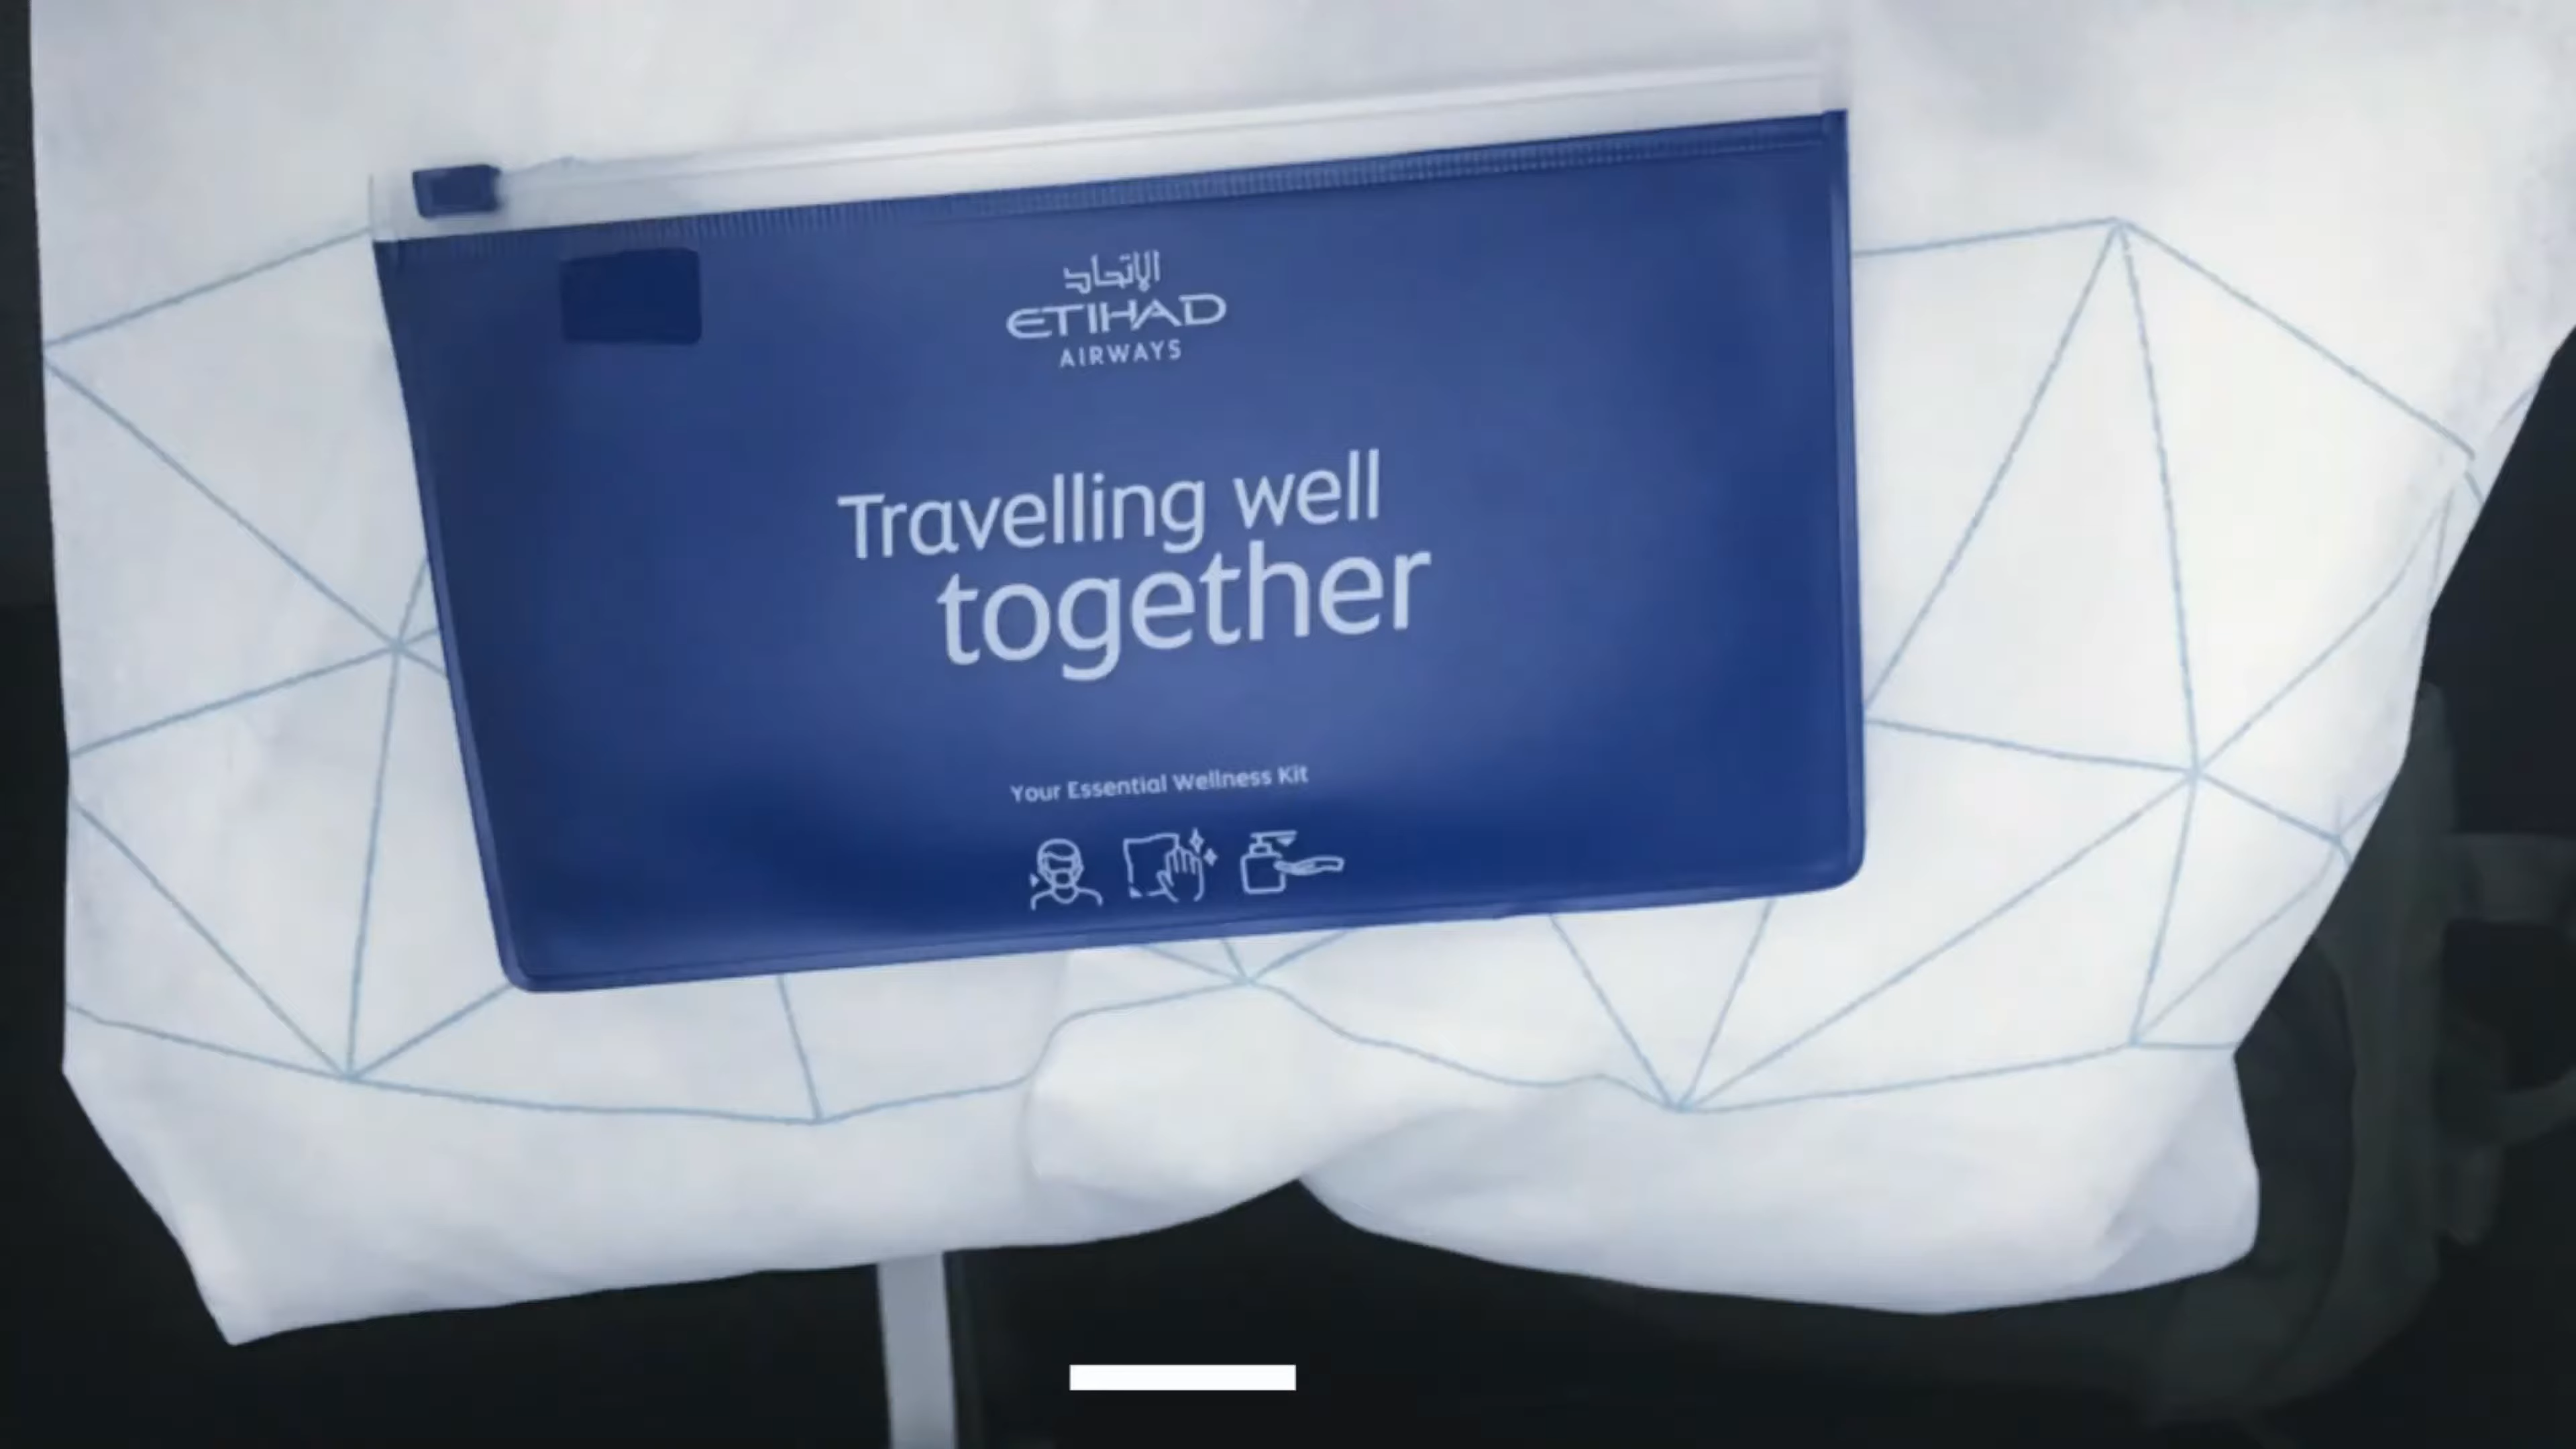 الإتحاد
ETIHAD
AIRWAYS
Travelling well
together
Your Essential Wellness Kit